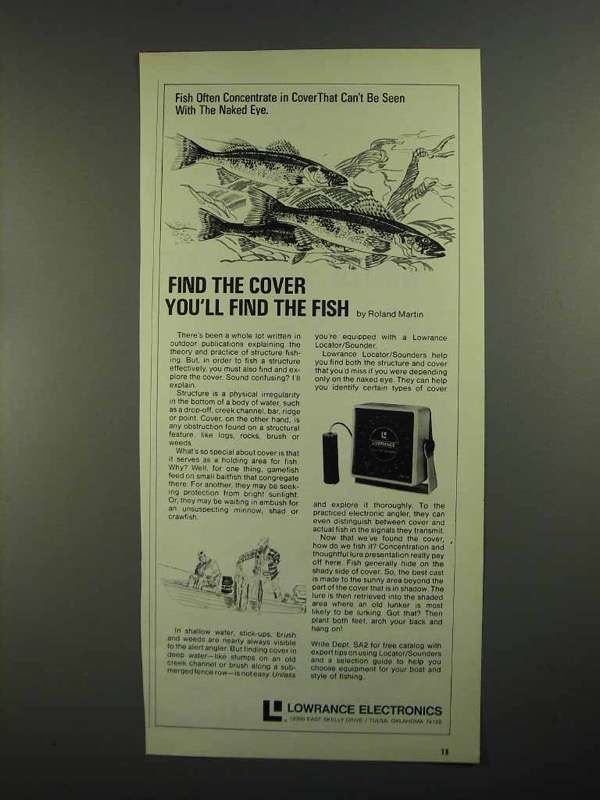 Fish Often Concentrate in Cover That Can't Be Seen
With The Naked Eye.
FIND THE COVER
YOU'LL FIND THE FISH by Roland Martin
There's been a whole lot written in
outdoor publications explaining the
theory and practice of structure fish-
ing. But, in order to fish a structure
effectively, you must also find and ex-
plore the cover. Sound confusing? I'll
explain.
Structure is a physical irregularity
in the bottom of a body of water, such
as a drop-off, creek channel, bar, ridge
or point. Cover, on the other hand, is
any obstruction found on a structural
feature, like logs, rocks, brush or
weeds.
What's so special about cover is that
it serves as a holding area for fish.
Why? Well, for one thing, gamefish
feed on small baitfish that congregate
there. For another, they may be seek-
ing protection from bright sunlight.
Or, they may be waiting in ambush for
an unsuspecting minnow, shad or
crawfish.
In shallow water, stick-ups, brush
and weeds are nearly always visible
to the alert angler. But finding cover in
deep water—like stumps on an old
creek channel or brush along a sub-
merged fence row—is not easy. Unless
you're equipped with a Lowrance
Locator/Sounder.
Lowrance Locator/Sounders help
you find both the structure and cover
that you'd miss if you were depending
only on the naked eye. They can help
you identify certain types of cover
LOWRANCE
and explore it thoroughly. To the
practiced electronic angler, they can
even distinguish between cover and
actual fish in the signals they transmit.
Now that we've found the cover,
how do we fish it? Concentration and
thoughtful lure presentation really pay
off here. Fish generally hide on the
shady side of cover. So, the best cast
is made to the sunny area beyond the
part of the cover that is in shadow. The
lure is then retrieved into the shaded
area where an old lunker is most
likely to be lurking. Got that? Then
plant both feet, arch your back and
hang on!
Write Dept. SA2 for free catalog with
expert tips on using Locator/Sounders
and a selection guide to help you
choose equipment for your boat and
style of fishing.
LOWRANCE ELECTRONICS
EAST SKELLY DRIVE / TULSA, OKLAHOMA
18